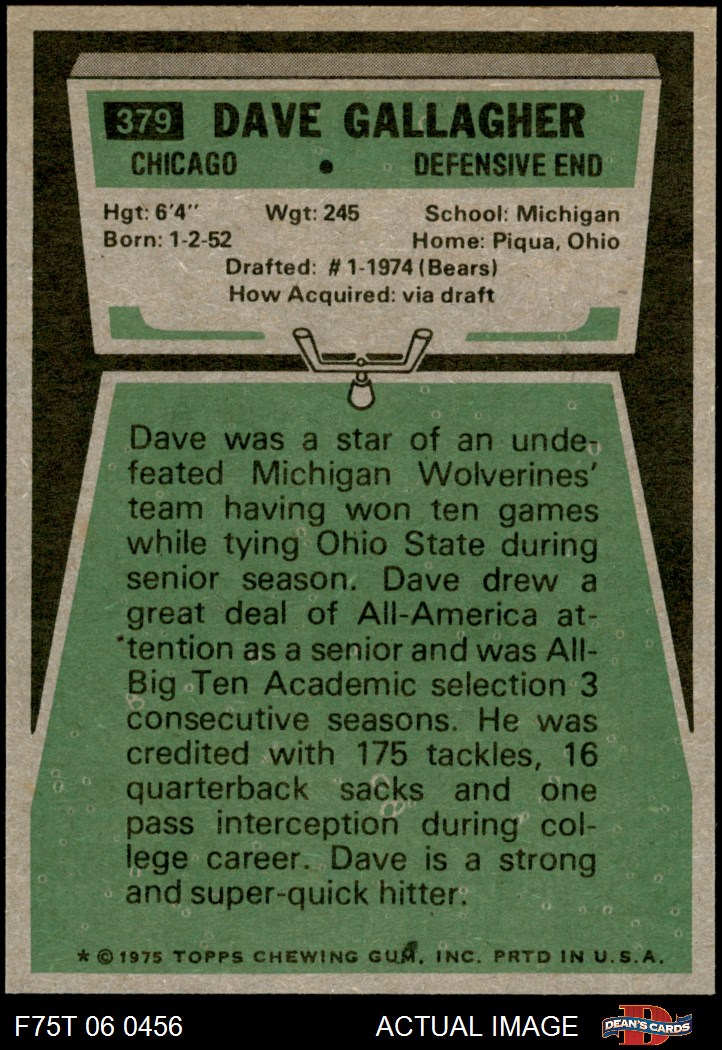 379 DAVE GALLAGHER
CHICAGO • DEFENSIVE END
Hgt: 6'4" Wgt: 245 School: Michigan
Born: 1-2-52 Home: Piqua, Ohio
Drafted: #1-1974 (Bears)
How Acquired: via draft
Dave was a star of an unde-
feated Michigan Wolverines'
team having won ten games
while tying Ohio State during
senior season. Dave drew a
great deal of All-America at-
tention as a senior and was All-
Big Ten Academic selection 3
consecutive seasons. He was
credited with 175 tackles, 16
quarterback sacks and one
pass interception during col-
lege career. Dave is a strong
and super-quick hitter.
* © 1975 TOPPS CHEWING GUM, INC. PRTD IN U.S.A.
F75T 06 0456 ACTUAL IMAGE D DEAN'S CARDS